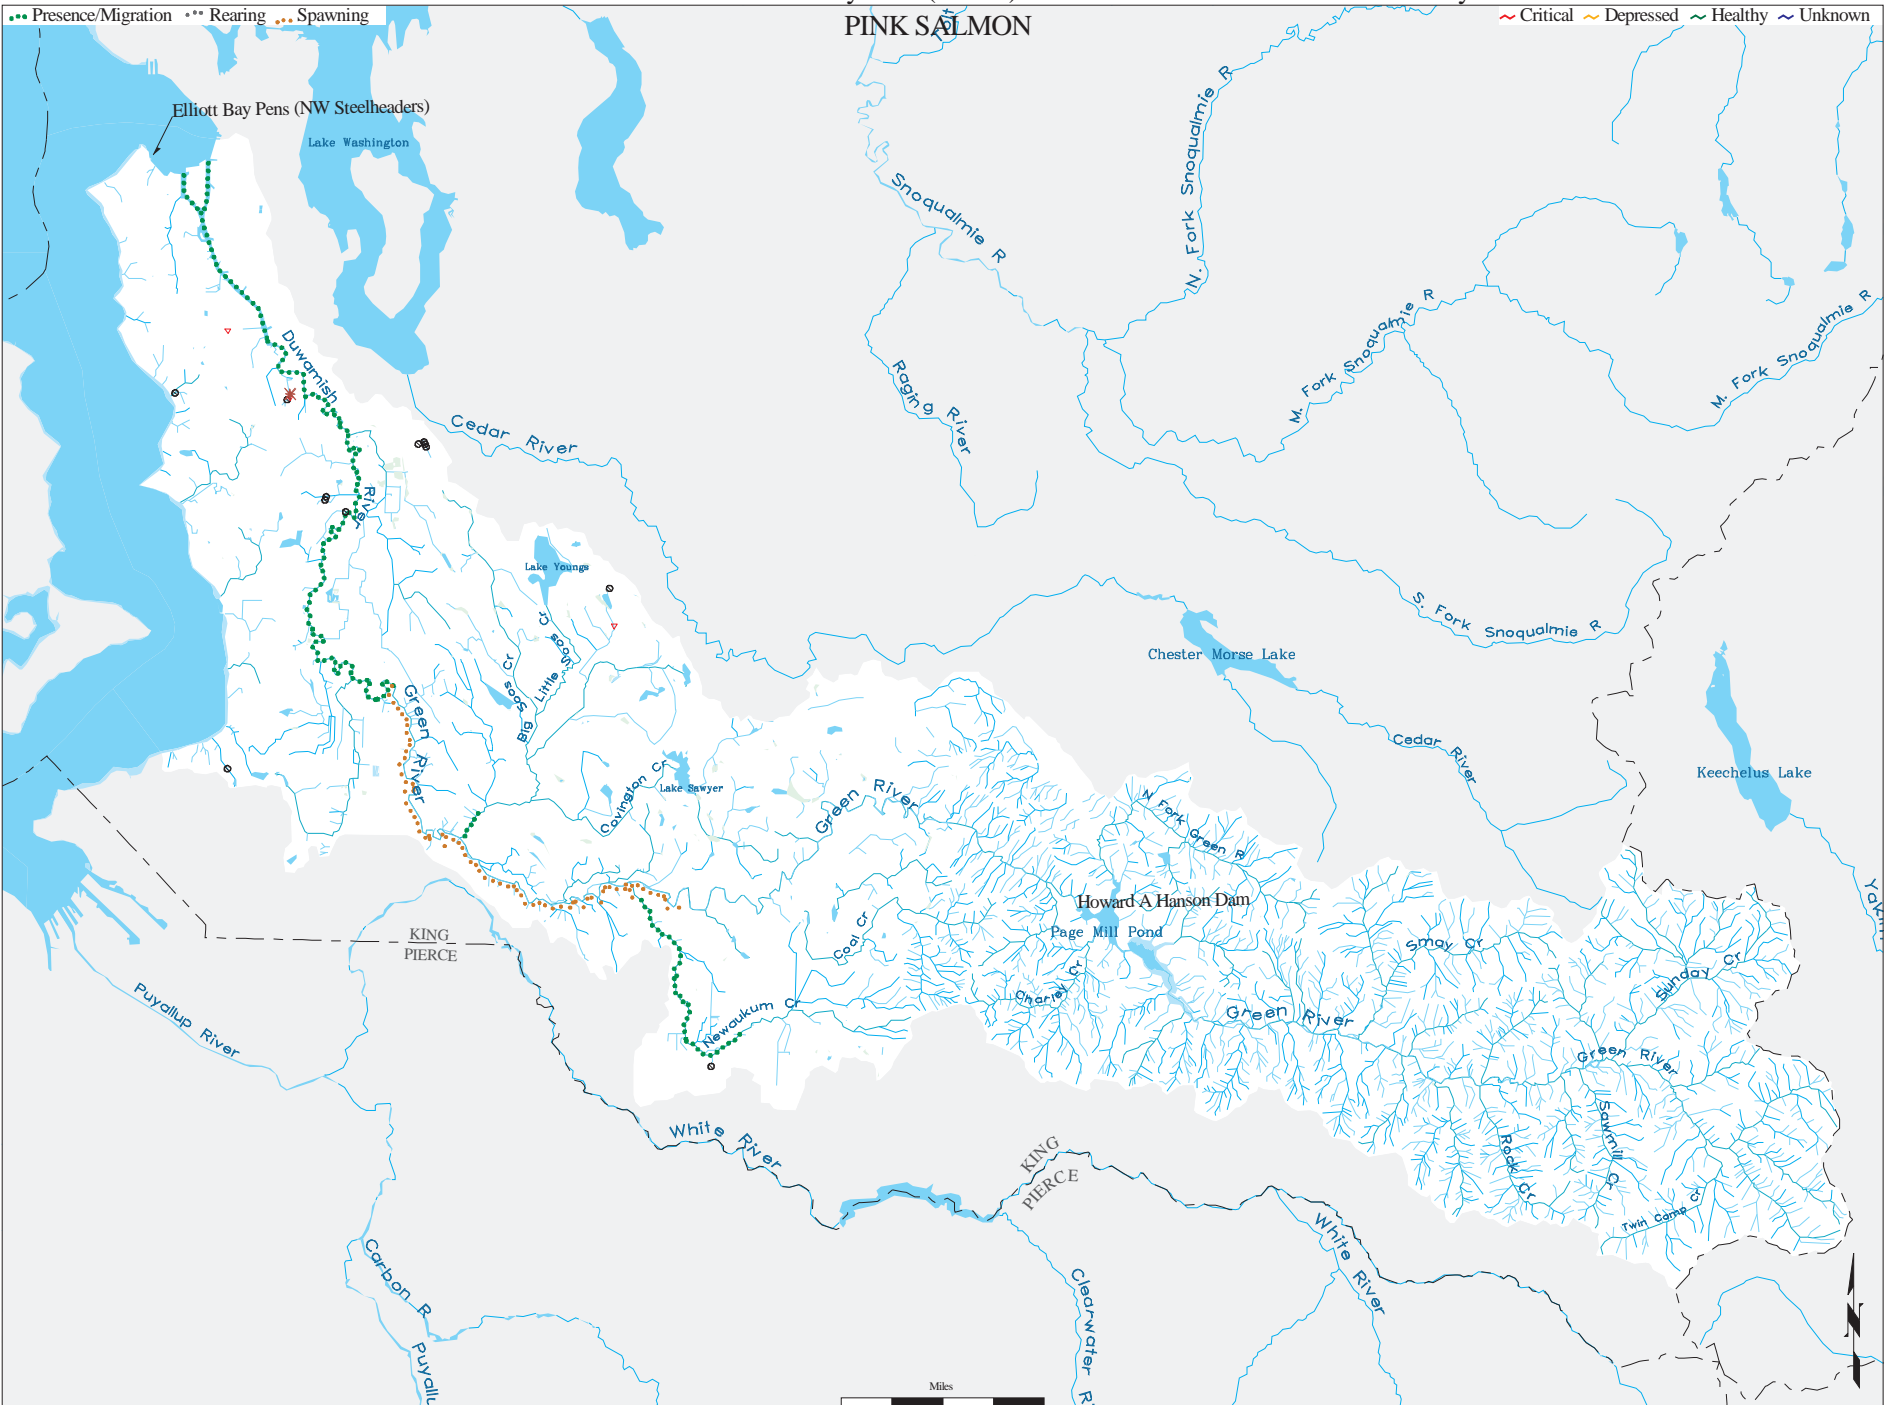 Presence/Migration Rearing Spawning
PINK SALMON
Critical Depressed Healthy Unknown
Elliott Bay Pens (NW Steelheaders)
Lake Washington
Snoqualmie R
N. Fork Snoqualmie R
M. Fork Snoqualmie R
M. Fork Snoqualmie R
Raging River
Duwamish
River
Cedar River
Lake Youngs
S. Fork Snoqualmie R
Chester Morse Lake
Big Soos Cr
Little Soos Cr
Green River
Cedar River
Keechelus Lake
Covington Cr
Lake Sawyer
Green River
N Fork Green R
Howard A Hanson Dam
Page Mill Pond
Coal Cr
Smay Cr
Sunday Cr
Charley Cr
KING
PIERCE
Puyallup River
Newaukum Cr
Green River
Green River
Sawmill Cr
Rock Cr
Twin Camp Cr
White River
KING
PIERCE
White River
Carbon R
Clearwater
N
Miles